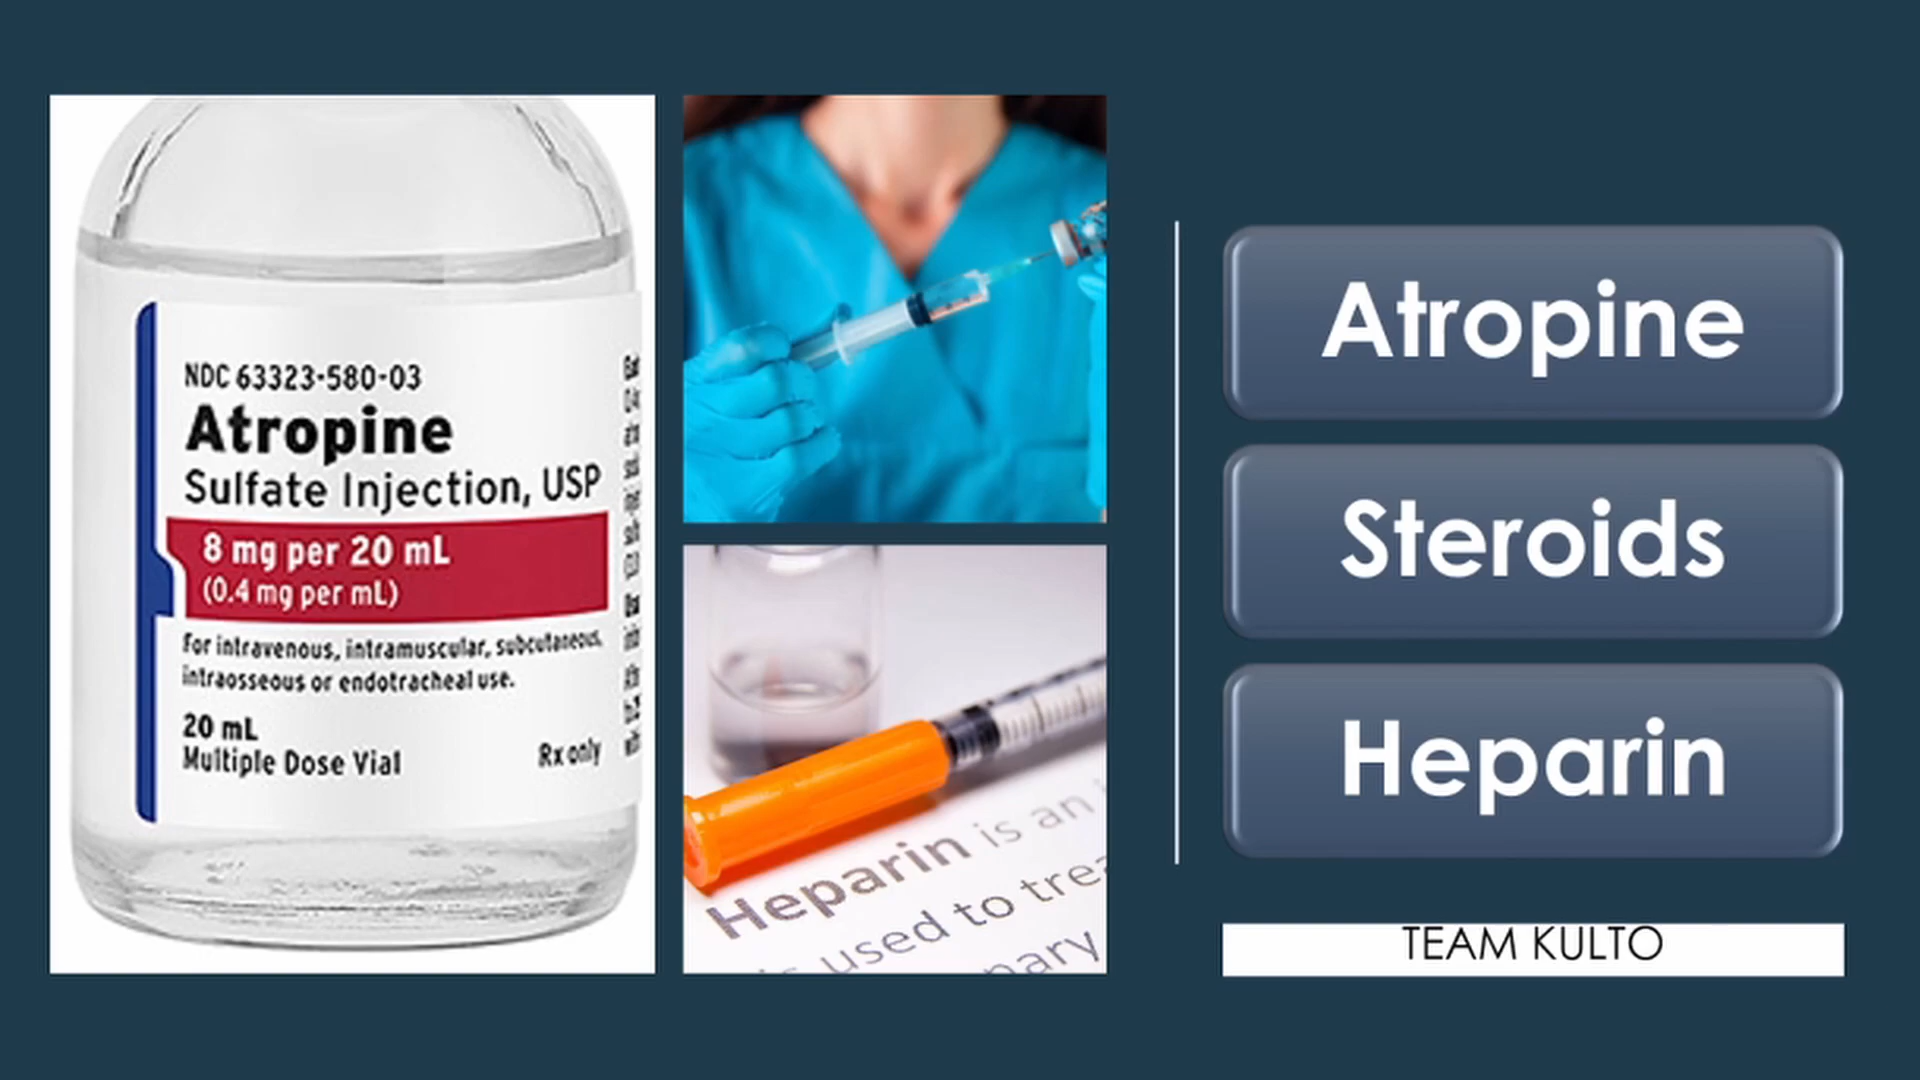 NDC 63323-580-03
Atropine
Sulfate Injection, USP
8 mg per 20 mL
(0.4 mg per mL)
For intravenous, intramuscular, subcutaneous,
intraosseous or endotracheal use.
20 mL
Multiple Dose Vial
Rx only
Heparin is an
used to trea
nary
Atropine
Steroids
Heparin
TEAM KULTO